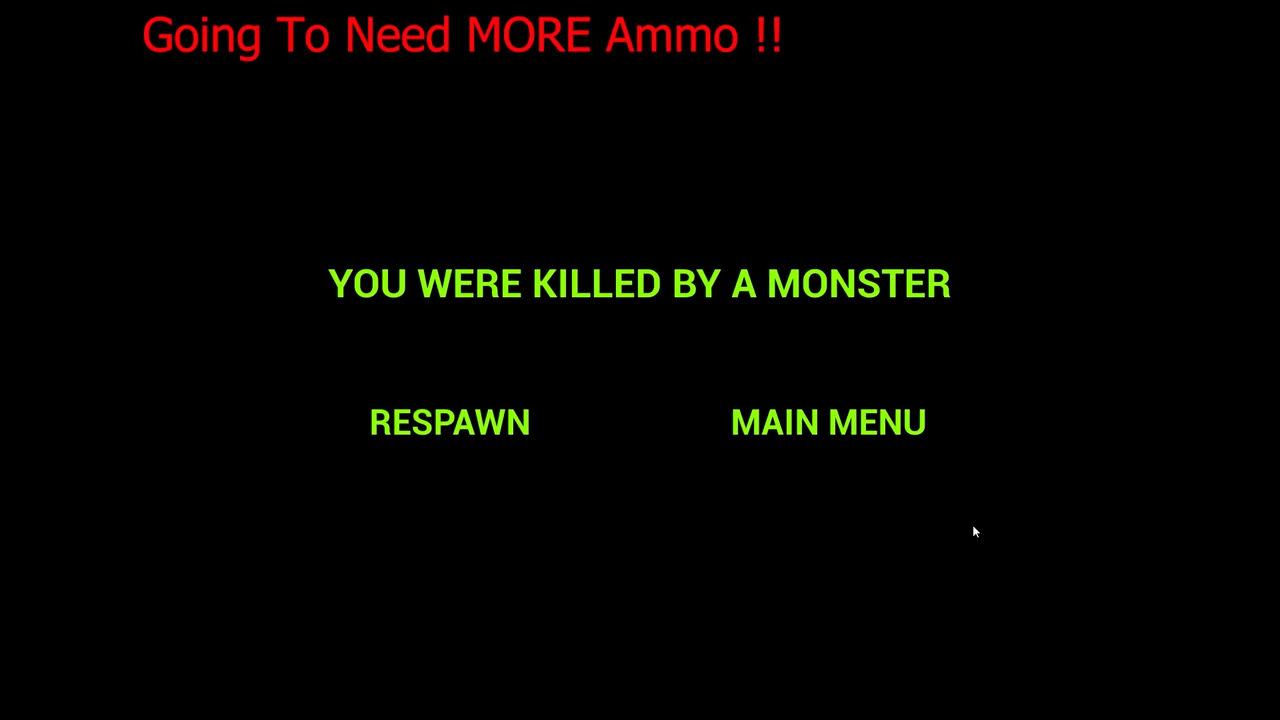 Going To Need MORE Ammo !!
YOU WERE KILLED BY A MONSTER
RESPAWN MAIN MENU